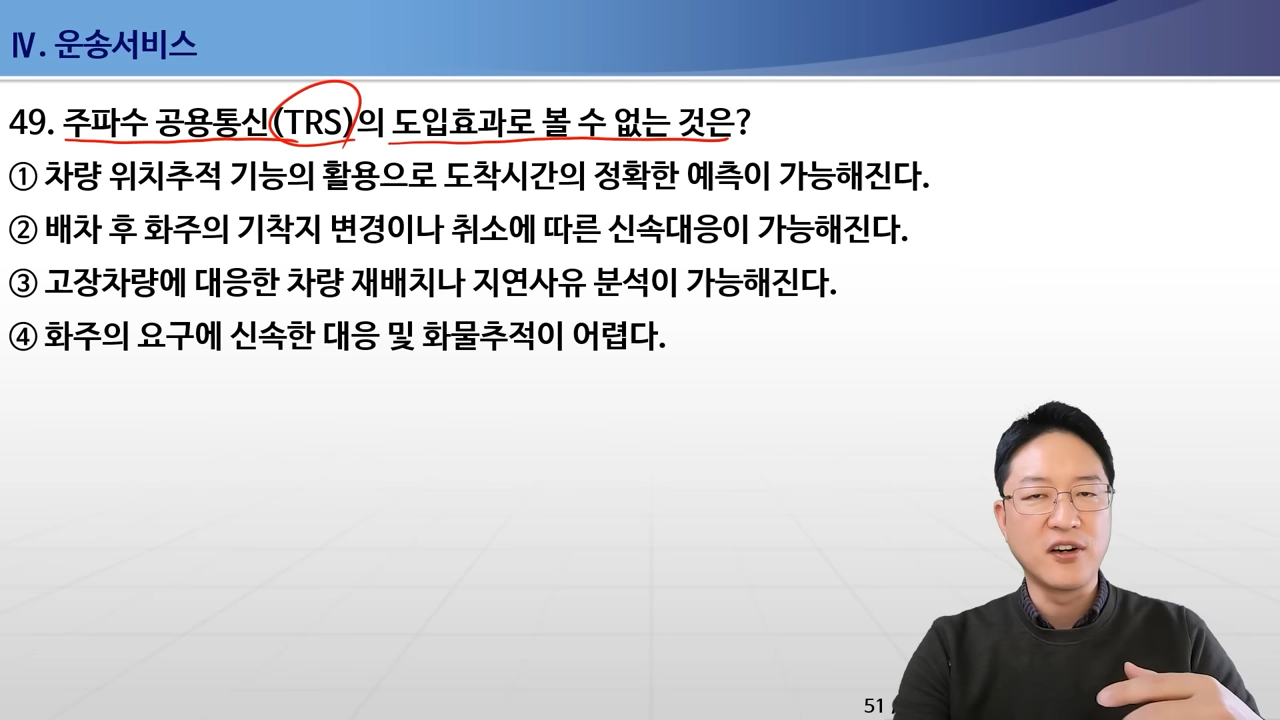 Ⅳ. 운송서비스
49. 주파수 공용통신(TRS)의 도입효과로 볼 수 없는 것은?
① 차량 위치추적 기능의 활용으로 도착시간의 정확한 예측이 가능해진다.
② 배차 후 화주의 기착지 변경이나 취소에 따른 신속대응이 가능해진다.
③ 고장차량에 대응한 차량 재배치나 지연사유 분석이 가능해진다.
④ 화주의 요구에 신속한 대응 및 화물추적이 어렵다.
51